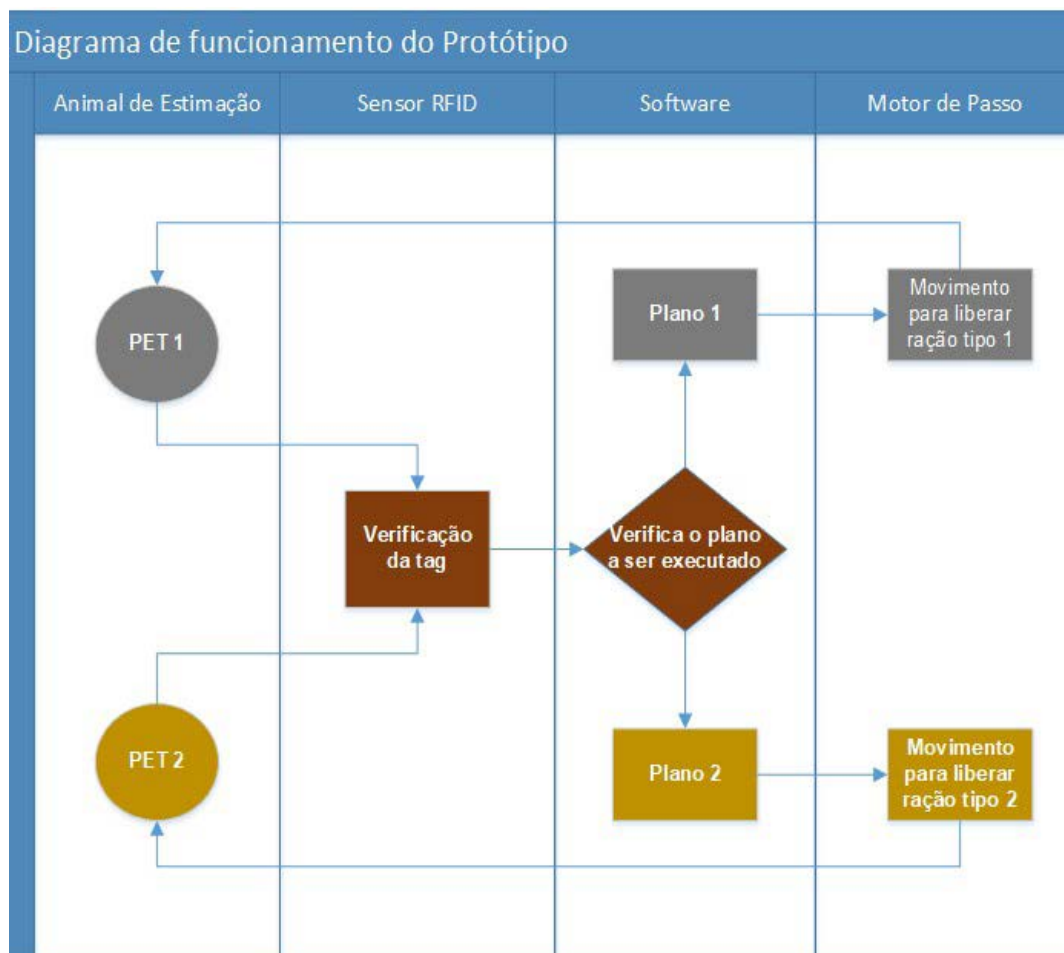 Diagrama de funcionamento do Protótipo
Animal de Estimação
Sensor RFID
Software
Motor de Passo
PET 1
Plano 1
Movimento
para liberar
ração tipo 1
Verificação
da tag
Verifica o plano
a ser executado
PET 2
Plano 2
Movimento
para liberar
ração tipo 2